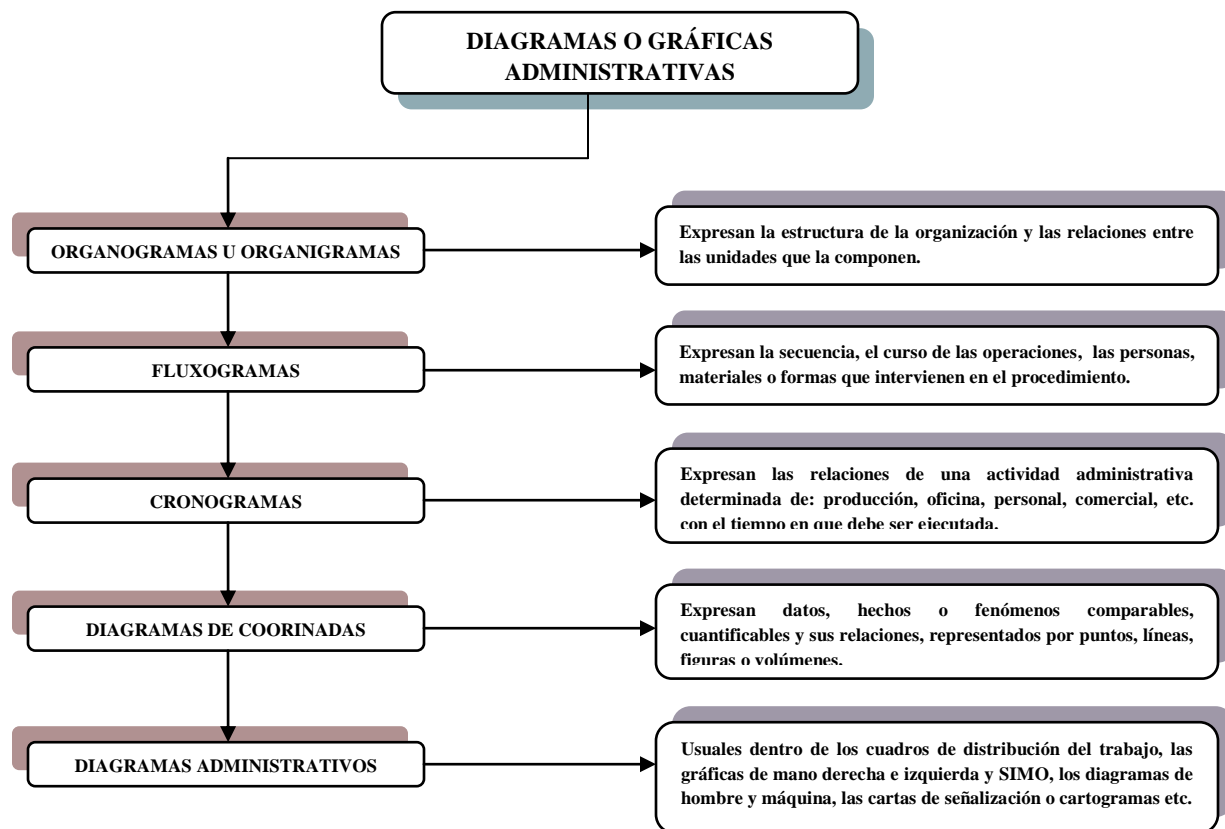 DIAGRAMAS O GRÁFICAS
ADMINISTRATIVAS
ORGANOGRAMAS U ORGANIGRAMAS
Expresan la estructura de la organización y las relaciones entre
las unidades que la componen.
FLUXOGRAMAS
Expresan la secuencia, el curso de las operaciones, las personas,
materiales o formas que intervienen en el procedimiento.
CRONOGRAMAS
Expresan las relaciones de una actividad administrativa
determinada de: producción, oficina, personal, comercial, etc.
con el tiempo en que debe ser ejecutada.
DIAGRAMAS DE COORINADAS
Expresan datos, hechos o fenómenos comparables,
cuantificables y sus relaciones, representados por puntos, líneas,
figuras o volúmenes.
DIAGRAMAS ADMINISTRATIVOS
Usuales dentro de los cuadros de distribución del trabajo, las
gráficas de mano derecha e izquierda y SIMO, los diagramas de
hombre y máquina, las cartas de señalización o cartogramas etc.